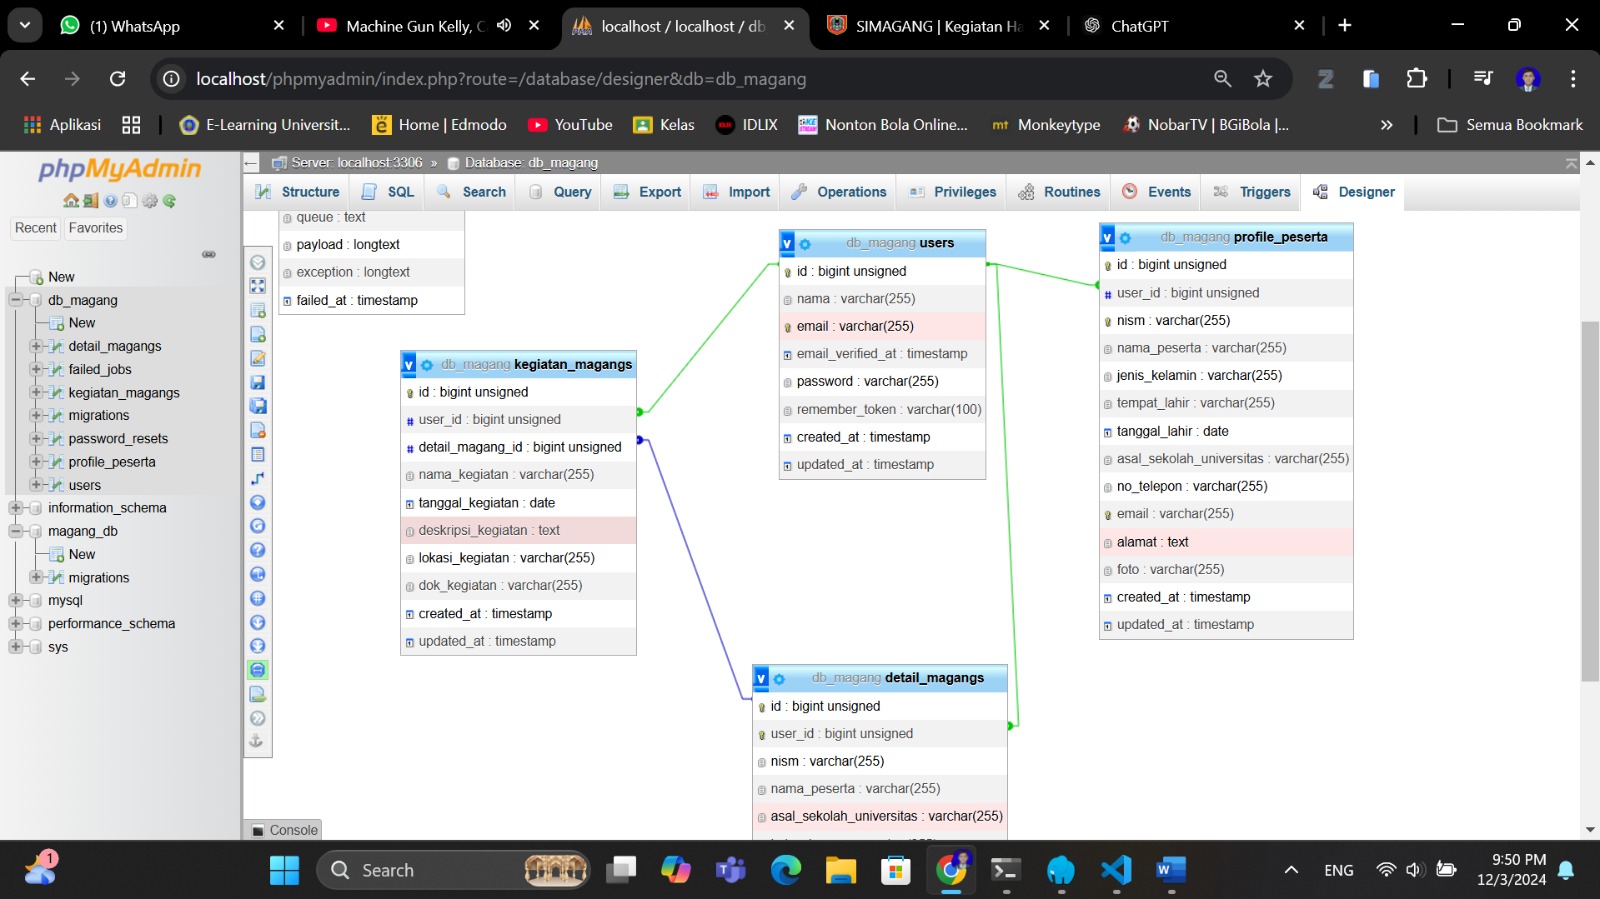 (1) WhatsApp
Machine Gun Kelly, C
localhost / localhost / db
SIMAGANG | Kegiatan Ha
ChatGPT
localhost/phpmyadmin/index.php?route=/database/designer&db=db_magang
Aplikasi
E-Learning Universit...
Home | Edmodo
YouTube
Kelas
IDLIX
Nonton Bola Online...
mt Monkeytype
NobarTV | BGiBola |...
»
Semua Bookmark
phpMyAdmin
Recent
Favorites
New
db_magang
New
detail_magangs
failed_jobs
kegiatan_magangs
migrations
password_resets
profile_peserta
users
information_schema
magang_db
New
migrations
mysql
performance_schema
sys
Server: localhost:3306 » Database: db_magang
Structure
SQL
Search
Query
Export
Import
Operations
Privileges
Routines
Events
Triggers
Designer
queue : text
payload : longtext
exception : longtext
failed_at : timestamp
v db_magang kegiatan_magangs
id : bigint unsigned
# user_id : bigint unsigned
# detail_magang_id : bigint unsigned
nama_kegiatan : varchar(255)
tanggal_kegiatan : date
deskripsi_kegiatan : text
lokasi_kegiatan : varchar(255)
dok_kegiatan : varchar(255)
created_at : timestamp
updated_at : timestamp
v db_magang users
id : bigint unsigned
nama : varchar(255)
email : varchar(255)
email_verified_at : timestamp
password : varchar(255)
remember_token : varchar(100)
created_at : timestamp
updated_at : timestamp
v db_magang profile_peserta
id : bigint unsigned
# user_id : bigint unsigned
nism : varchar(255)
nama_peserta : varchar(255)
jenis_kelamin : varchar(255)
tempat_lahir : varchar(255)
tanggal_lahir : date
asal_sekolah_universitas : varchar(255)
no_telepon : varchar(255)
email : varchar(255)
alamat : text
foto : varchar(255)
created_at : timestamp
updated_at : timestamp
v db_magang detail_magangs
id : bigint unsigned
user_id : bigint unsigned
nism : varchar(255)
nama_peserta : varchar(255)
asal_sekolah_universitas : varchar(255)
Console
1
Search
ENG
9:50 PM
12/3/2024